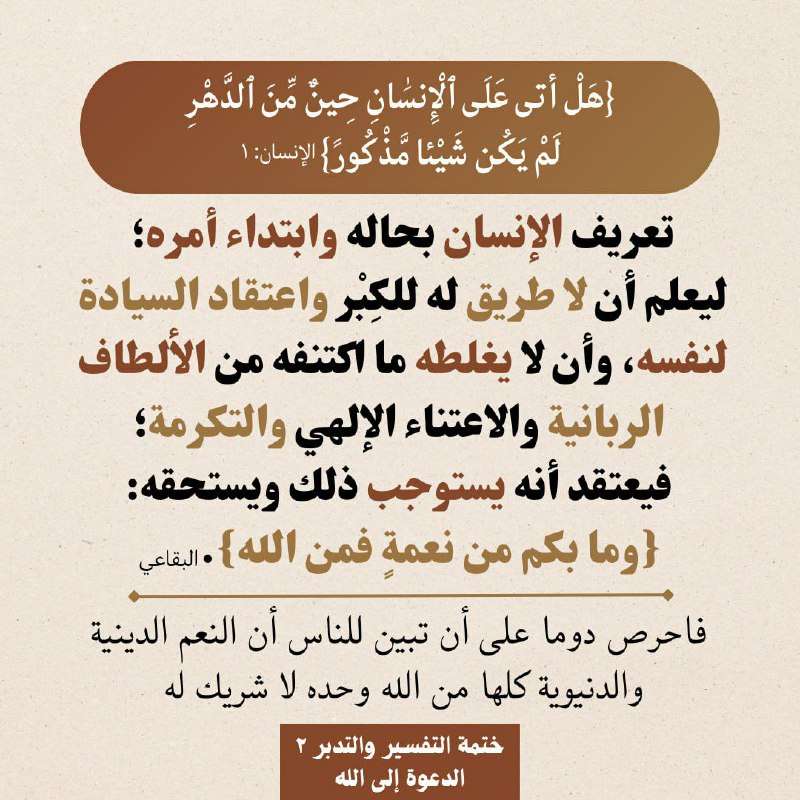 {هَلْ أَتى عَلَى ٱلْإِنسَٰانِ حِينٌ مِّنَ ٱلدَّهْرِ
لَمْ يَكُن شَيْئا مَّذْكُورً} الإنسان: ١
تعريف الإنسان بحاله وابتداء أمره؛
ليعلم أن لا طريق له للكِبْر واعتقاد السيادة
لنفسه، وأن لا يغلطه ما اكتنفه من الألطاف
الربانية والاعتناء الإلهي والتكرمة؛
فيعتقد أنه يستوجب ذلك ويستحقه:
{وما بكم من نعمةٍ فمن الله} • البقاعي
فاحرص دوما على أن تبين للناس أن النعم الدينية
والدنيوية كلها من الله وحده لا شريك له
ختمة التفسير والتدبر ٢
الدعوة إلى الله